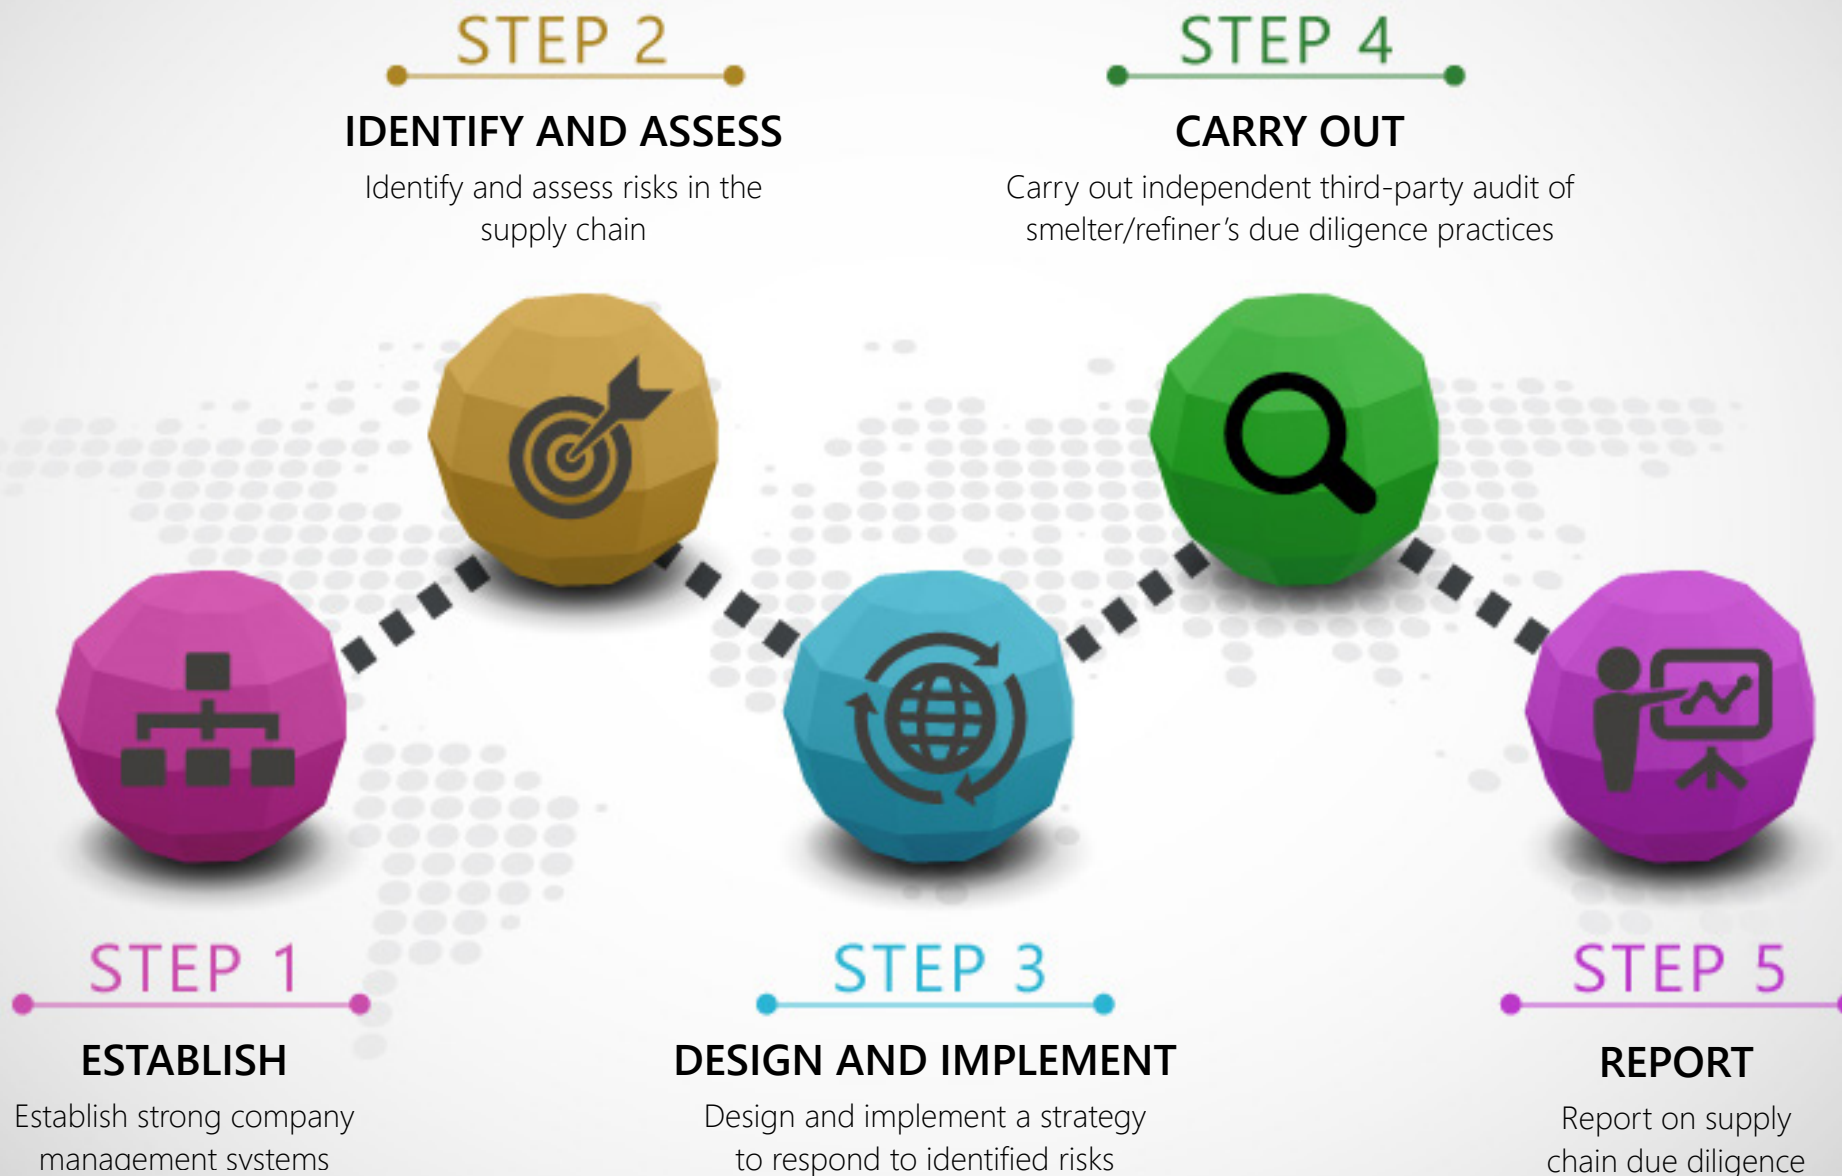 STEP 1
ESTABLISH
Establish strong company
management systems
STEP 2
IDENTIFY AND ASSESS
Identify and assess risks in the
supply chain
STEP 3
DESIGN AND IMPLEMENT
Design and implement a strategy
to respond to identified risks
STEP 4
CARRY OUT
Carry out independent third-party audit of
smelter/refiner’s due diligence practices
STEP 5
REPORT
Report on supply
chain due diligence